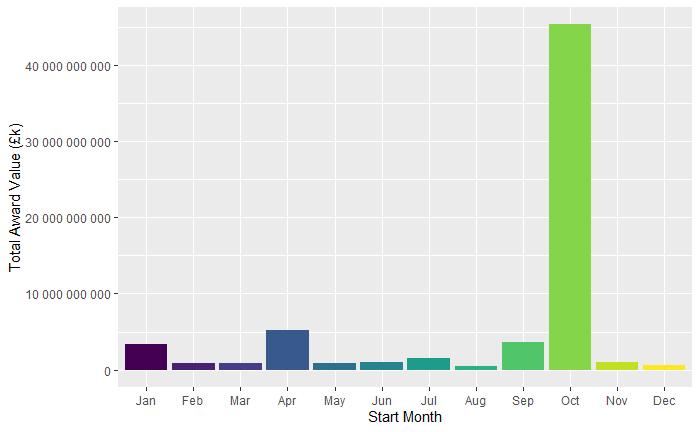 Total Award Value (£k)
40 000 000 000
30 000 000 000
20 000 000 000
10 000 000 000
0
Jan Feb Mar Apr May Jun Jul Aug Sep Oct Nov Dec
Start Month